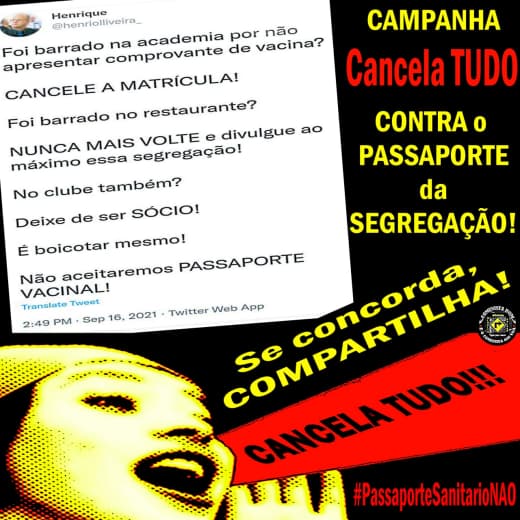 Henrique
@henriolliveira_
Foi barrado na academia por não
apresentar comprovante de vacina?
CANCELE A MATRÍCULA!
Foi barrado no restaurante?
NUNCA MAIS VOLTE e divulgue ao
máximo essa segregação!
No clube também?
Deixe de ser SÓCIO!
É boicotar mesmo!
Não aceitaremos PASSAPORTE
VACINAL!
Translate Tweet
2:49 PM · Sep 16, 2021 · Twitter Web App
CAMPANHA
Cancela TUDO
CONTRA o
PASSAPORTE
da
SEGREGAÇÃO!
Se concorda,
COMPARTILHA!
CANCELA TUDO!!!
#PassaporteSanitarioNAO